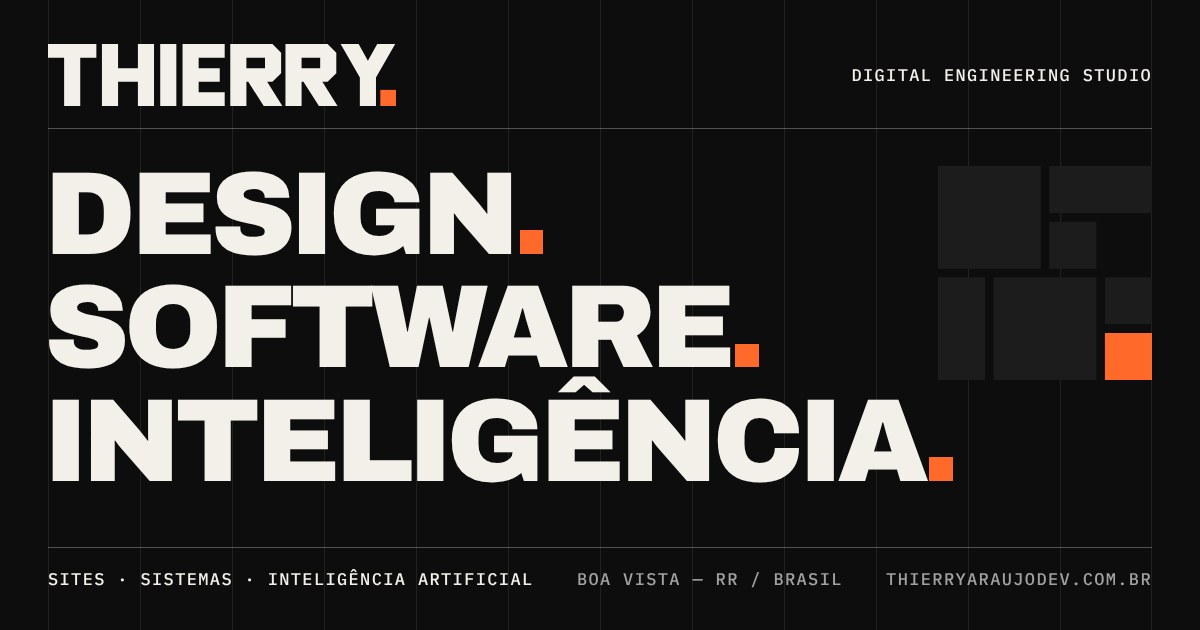 THIERRY.
DIGITAL ENGINEERING STUDIO
DESIGN.
SOFTWARE.
INTELIGÊNCIA.
SITES · SISTEMAS · INTELIGÊNCIA ARTIFICIAL
BOA VISTA — RR / BRASIL
THIERRYARAUJODEV.COM.BR